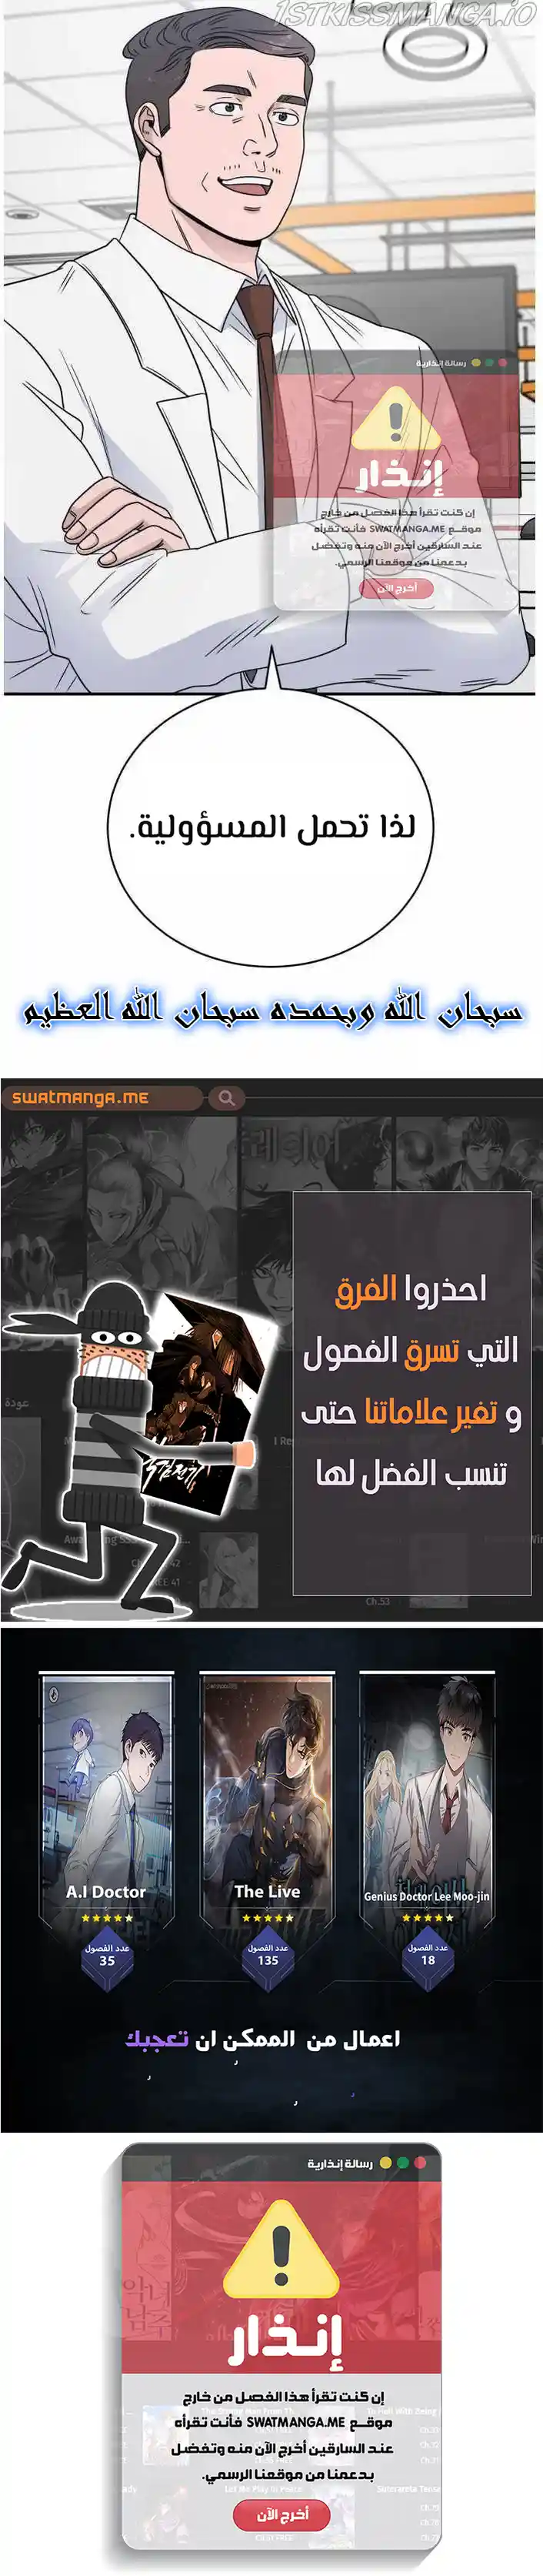 1STKISSMANGA.IO
رسالة إنذارية
إنذار
إن كنت تقرأ هذا الفصل من خارج
موقع SWATMANGA.ME فأنت تقرأه
عند السارقين أخرج الآن منه وتفضل
بدعمنا من موقعنا الرسمي.
أخرج الآن
لذا تحمل المسؤولية.
سبحان الله وبحمده سبحان الله العظيم
swatmanga.me
احذروا الفرق
التي تسرق الفصول
و تغير علاماتنا حتى
تنسب الفضل لها
عودة
Ch.53
A.I Doctor
The Live
Genius Doctor Lee Moo-jin
عدد الفصول
35
عدد الفصول
135
عدد الفصول
18
اعمال من الممكن ان تعجبك
رسالة إنذارية
إنذار
إن كنت تقرأ هذا الفصل من خارج
موقع SWATMANGA.ME فأنت تقرأه
عند السارقين أخرج الآن منه وتفضل
بدعمنا من موقعنا الرسمي.
أخرج الآن